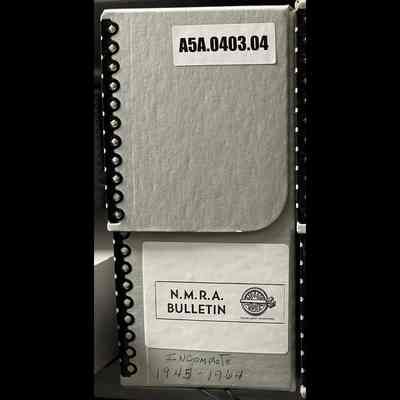 A5A.0403.04
N.M.R.A.
BULLETIN
INCOMPLETE
1945-1964